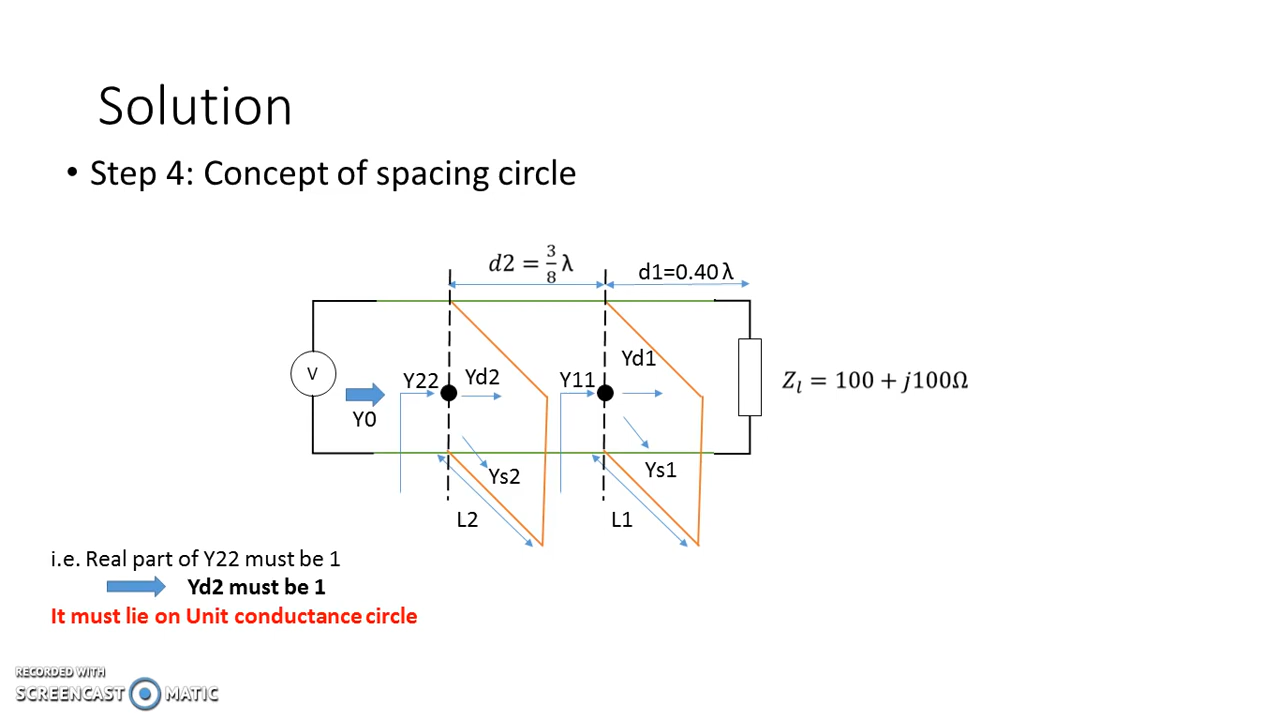 Solution
• Step 4: Concept of spacing circle
d2 = 3/8 λ
d1=0.40λ
Yd1
V
Y22
Yd2
Y11
Z_l = 100 + j100Ω
Y0
Ys2
Ys1
L2
L1
i.e. Real part of Y22 must be 1
Yd2 must be 1
It must lie on Unit conductance circle
RECORDED WITH
SCREENCAST MATIC